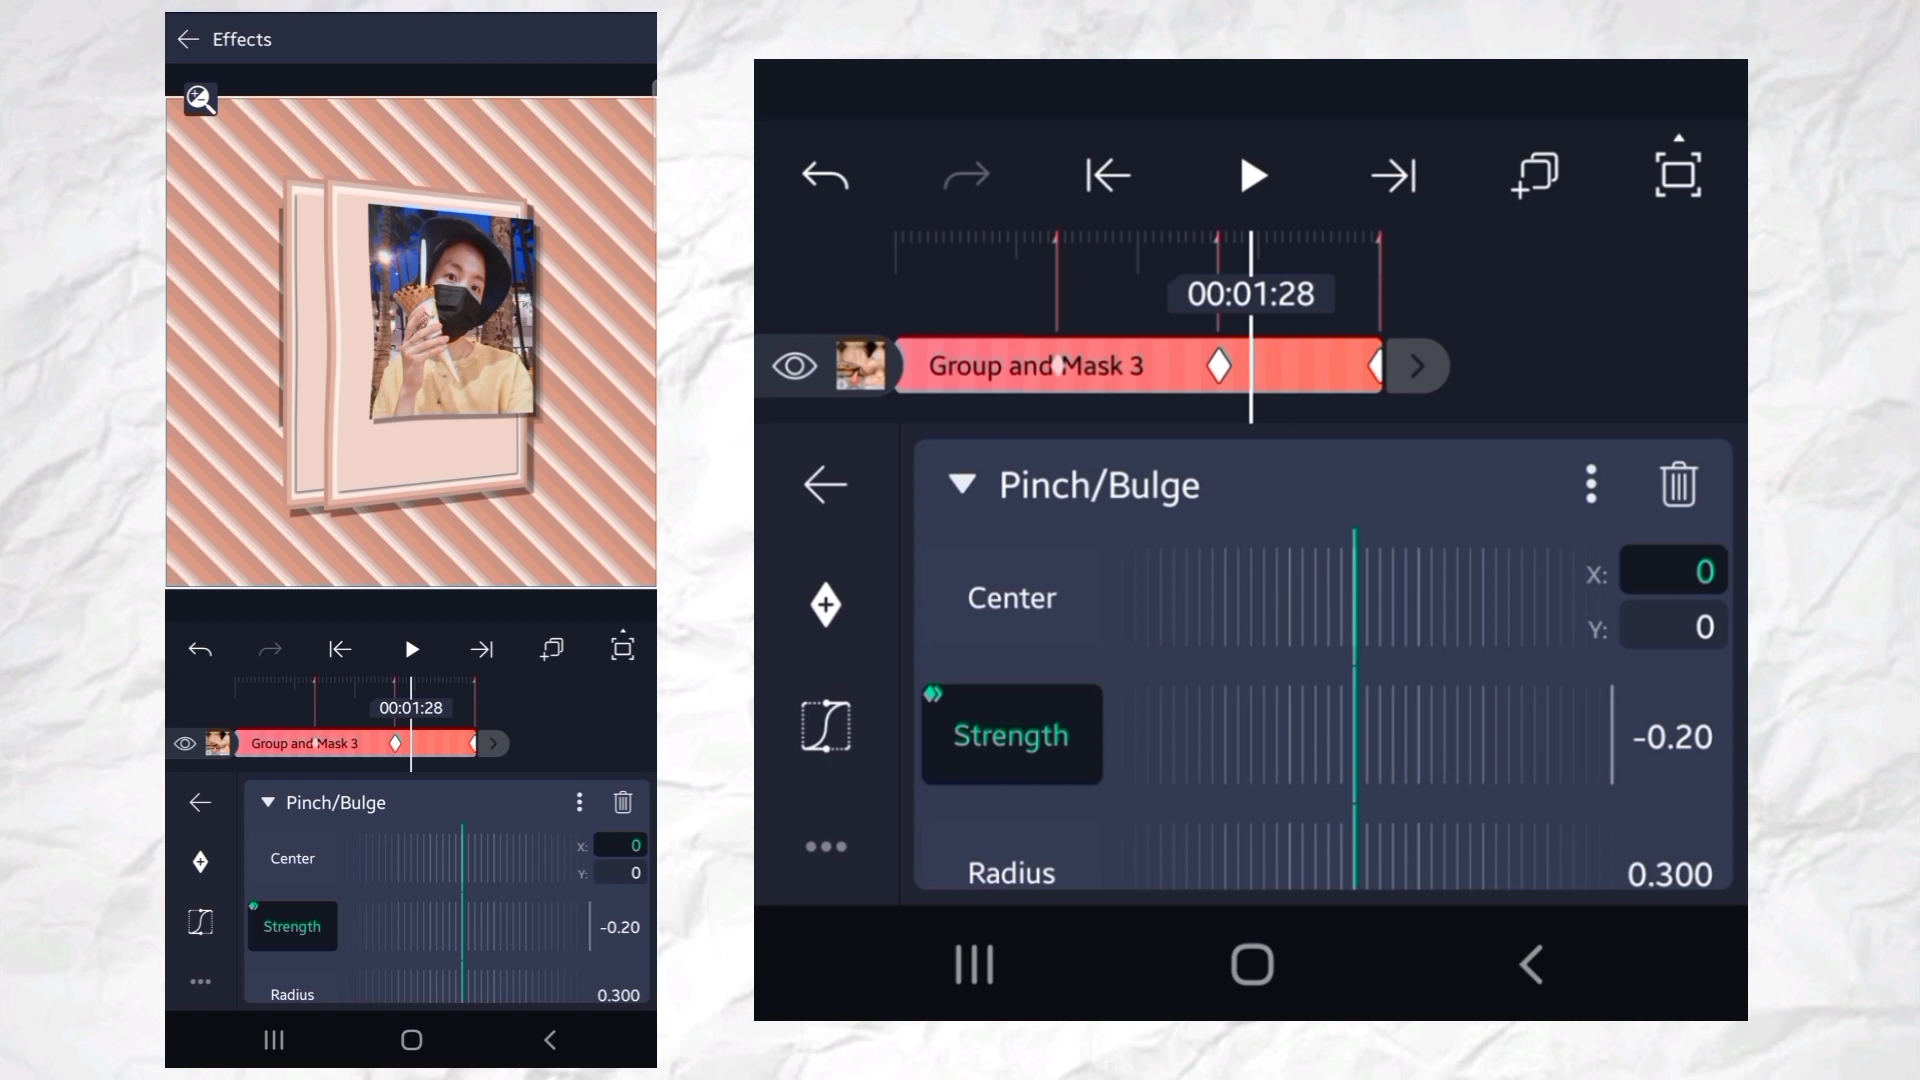 Effects
00:01:28
Group and Mask 3
Pinch/Bulge
Center
X: 0
Y: 0
Strength
-0.20
Radius
0.300
00:01:28
Group and Mask 3
Pinch/Bulge
Center
X: 0
Y: 0
Strength
-0.20
Radius
0.300